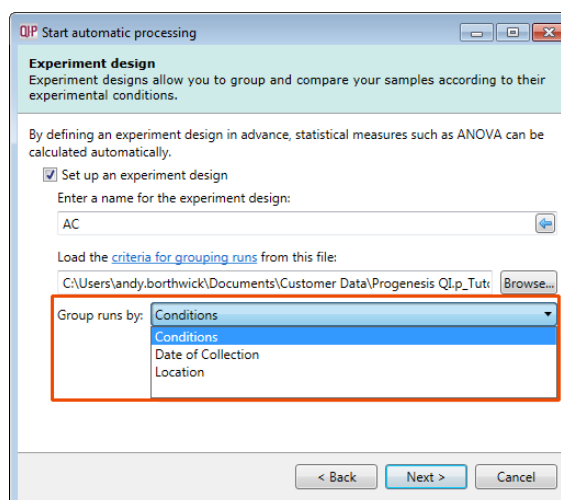 QIP Start automatic processing
Experiment design
Experiment designs allow you to group and compare your samples according to their
experimental conditions.
By defining an experiment design in advance, statistical measures such as ANOVA can be
calculated automatically.
Set up an experiment design
Enter a name for the experiment design:
AC
Load the criteria for grouping runs from this file:
C:\Users\andy.borthwick\Documents\Customer Data\Progenesis QI.p_Tuto Browse...
Group runs by: Conditions
Conditions
Date of Collection
Location
< Back Next > Cancel